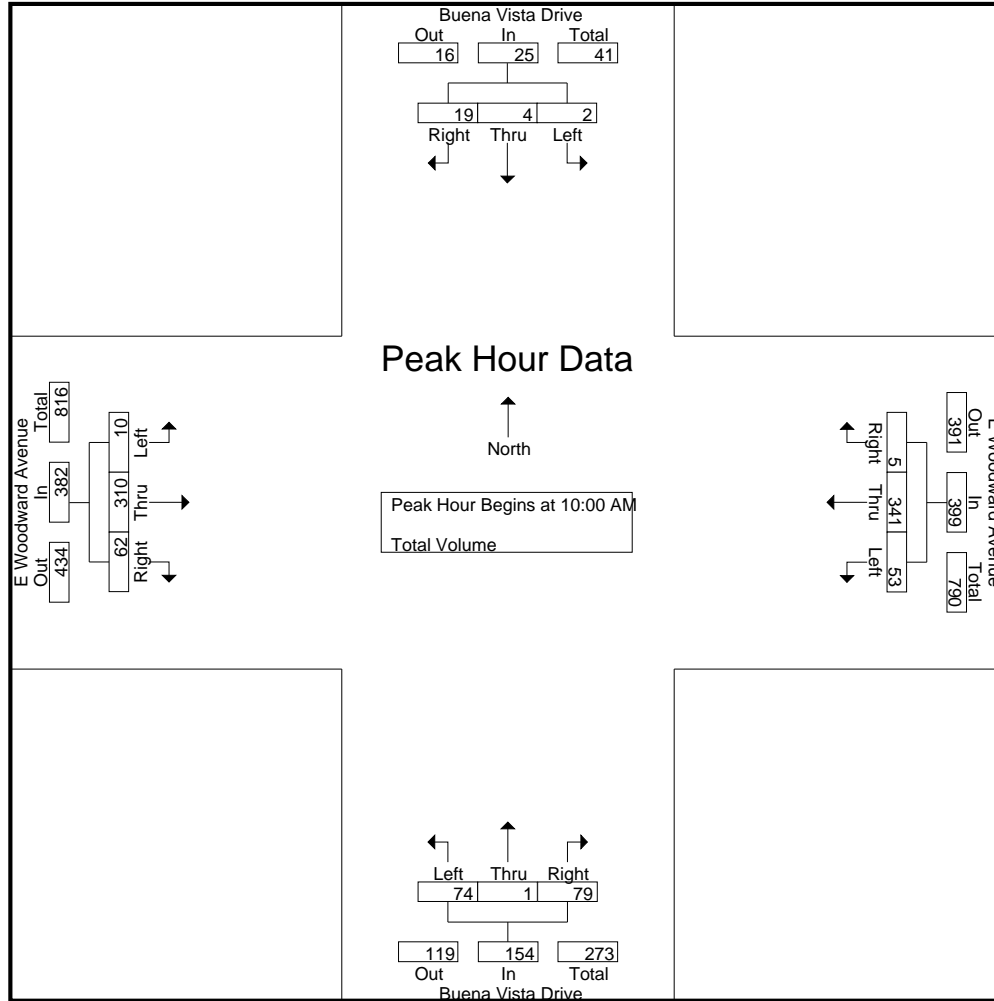 Buena Vista Drive
Out In Total
16 25 41
19 4 2
Right Thru Left
Peak Hour Data
North
Peak Hour Begins at 10:00 AM
Total Volume
E Woodward Avenue
Out In Total
434 382 816
62 310 10
Right Thru Left
E Woodward Avenue
Out In Total
391 399 790
5 341 53
Right Thru Left
Left Thru Right
74 1 79
119 154 273
Out In Total
Buena Vista Drive